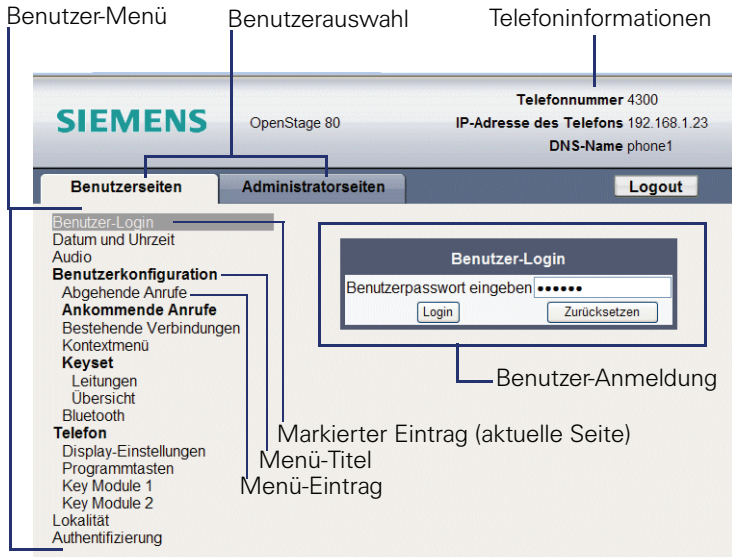 Benutzer-Menü
Benutzerauswahl
Telefoninformationen
SIEMENS
OpenStage 80
Telefonnummer 4300
IP-Adresse des Telefons 192.168.1.23
DNS-Name phone1
Benutzerseiten
Administratorseiten
Logout
Benutzer-Login
Datum und Uhrzeit
Audio
Benutzerkonfiguration
Abgehende Anrufe
Ankommende Anrufe
Bestehende Verbindungen
Kontextmenü
Keyset
Leitungen
Übersicht
Bluetooth
Telefon
Display-Einstellungen
Programmtasten
Key Module 1
Key Module 2
Lokalität
Authentifizierung
Benutzer-Login
Benutzerpasswort eingeben ••••••
Login
Zurücksetzen
Benutzer-Anmeldung
Markierter Eintrag (aktuelle Seite)
Menü-Titel
Menü-Eintrag